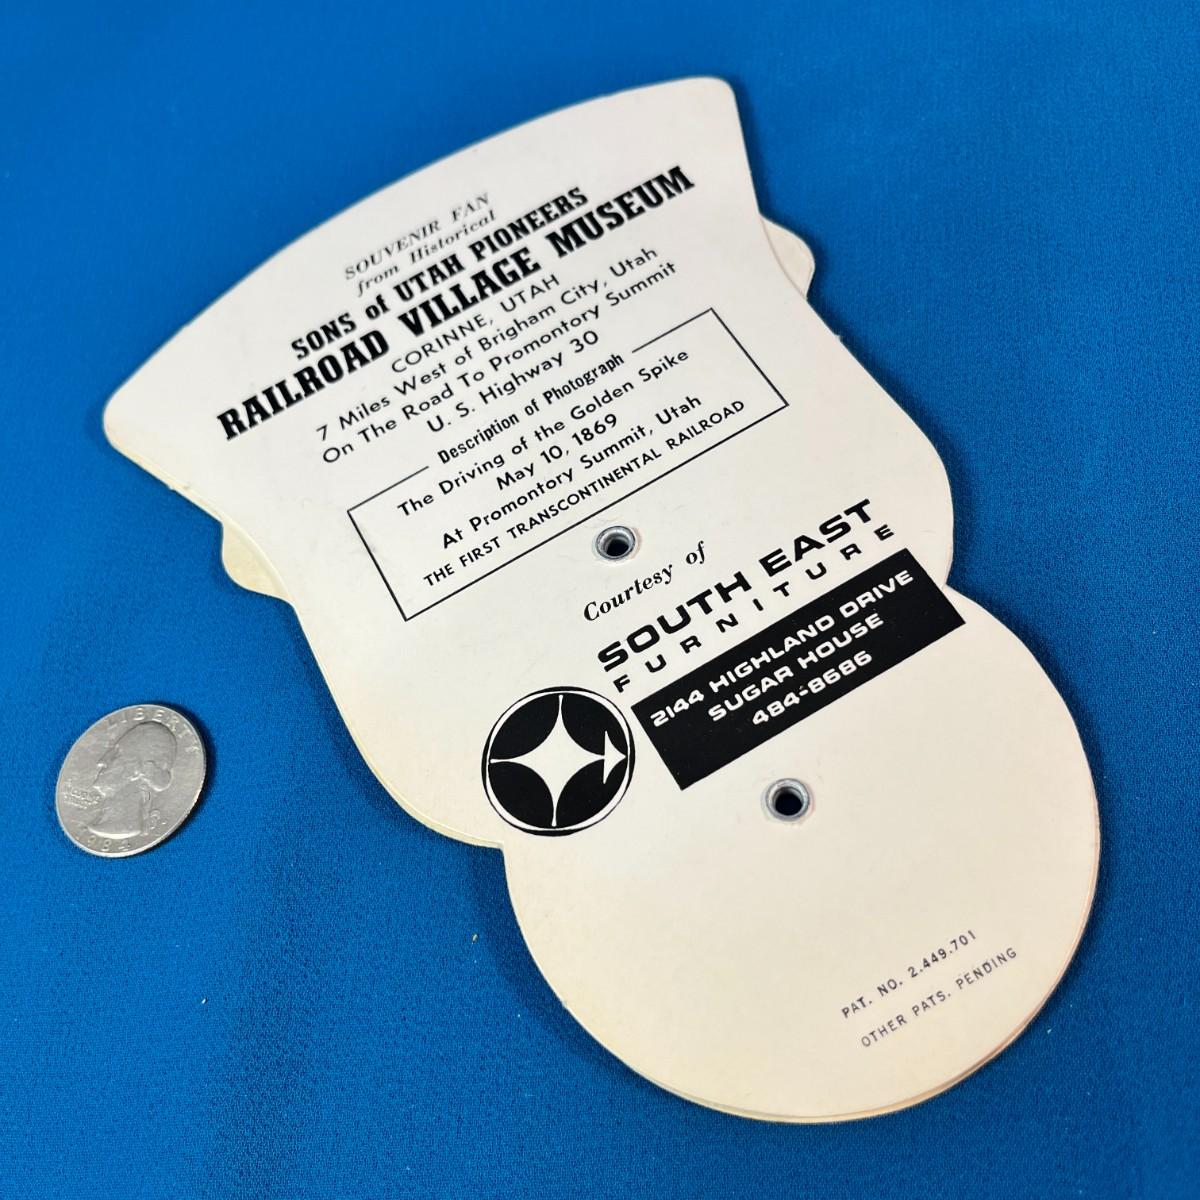 SOUVENIR FAN
from Historical
SONS of UTAH PIONEERS
RAILROAD VILLAGE MUSEUM
CORINNE, UTAH
7 Miles West of Brigham City, Utah
On The Road To Promontory Summit
U. S. Highway 30
Description of Photograph
The Driving of the Golden Spike
May 10, 1869
At Promontory Summit, Utah
THE FIRST TRANSCONTINENTAL RAILROAD
Courtesy of
SOUTH EAST
FURNITURE
2144 HIGHLAND DRIVE
SUGAR HOUSE
484-8686
PAT. NO. 2.449.701
OTHER PATS. PENDING
LIBERTY
1984